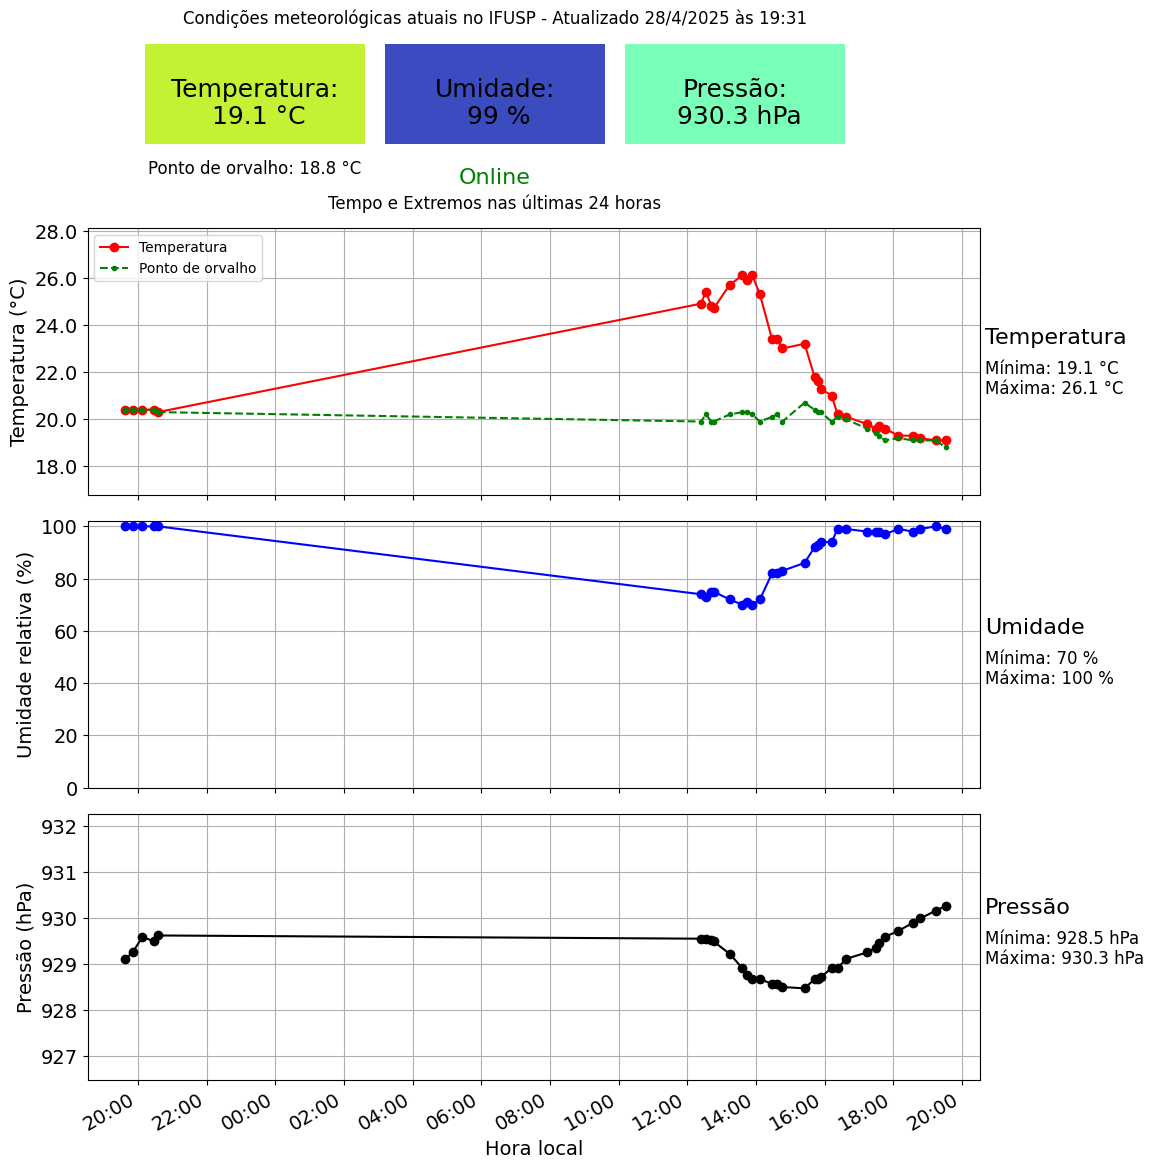 Condições meteorológicas atuais no IFUSP - Atualizado 28/4/2025 às 19:31
Temperatura:
19.1 °C
Umidade:
99 %
Pressão:
930.3 hPa
Ponto de orvalho: 18.8 °C
Online
Tempo e Extremos nas últimas 24 horas
Temperatura (°C)
28.0
26.0
24.0
22.0
20.0
18.0
Temperatura
Ponto de orvalho
Temperatura
Mínima: 19.1 °C
Máxima: 26.1 °C
Umidade relativa (%)
100
80
60
40
20
0
Umidade
Mínima: 70 %
Máxima: 100 %
Pressão (hPa)
932
931
930
929
928
927
Pressão
Mínima: 928.5 hPa
Máxima: 930.3 hPa
20:00 22:00 00:00 02:00 04:00 06:00 08:00 10:00 12:00 14:00 16:00 18:00 20:00
Hora local